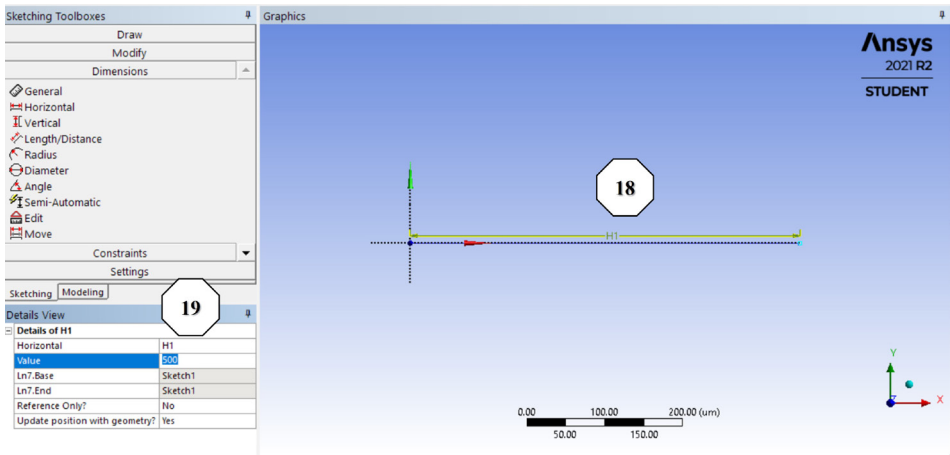 Sketching Toolboxes
Draw
Modify
Dimensions
General
Horizontal
Vertical
Length/Distance
Radius
Diameter
Angle
Semi-Automatic
Edit
Move
Constraints
Settings
Sketching Modeling
19
Details View
Details of H1
Horizontal H1
Value 500
Ln7.Base Sketch1
Ln7.End Sketch1
Reference Only? No
Update position with geometry? Yes
Graphics
Ansys
2021 R2
STUDENT
18
H1
Y
X
0.00 100.00 200.00 (um)
50.00 150.00